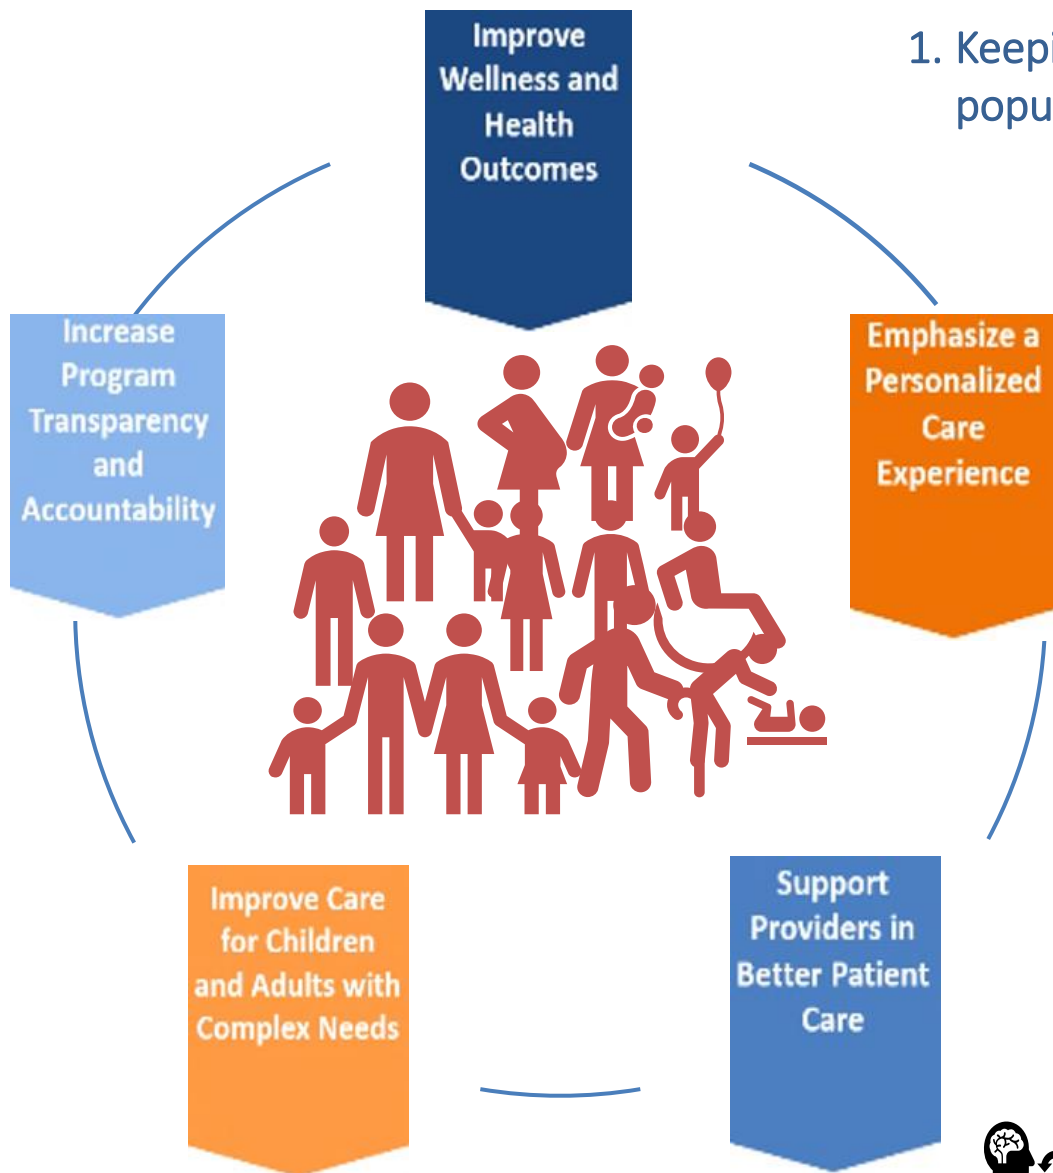 Improve
Wellness and
Health
Outcomes
1. Keepi
popu
Increase
Program
Transparency
and
Accountability
Emphasize a
Personalized
Care
Experience
Improve Care
for Children
and Adults with
Complex Needs
Support
Providers in
Better Patient
Care